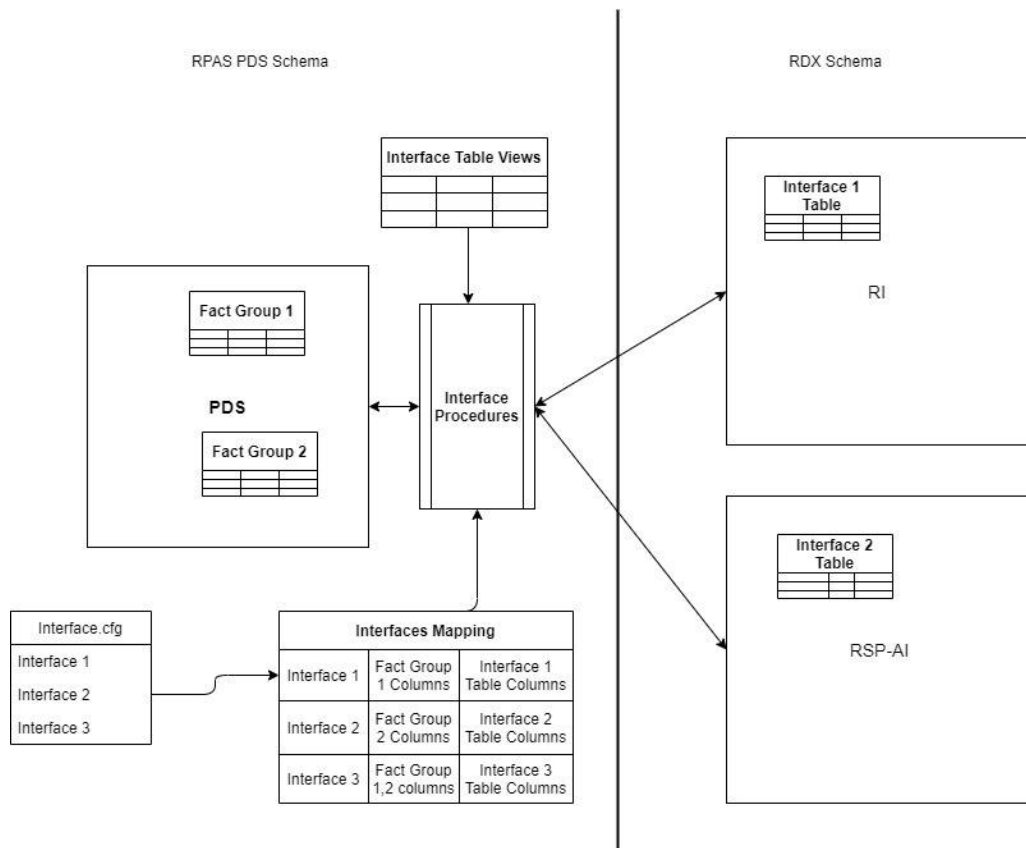 RPAS PDS Schema
RDX Schema
Interface Table Views
Interface 1
Table
RI
Fact Group 1
PDS
Fact Group 2
Interface
Procedures
Interface 2
Table
RSP-AI
Interface.cfg
Interface 1
Interface 2
Interface 3
Interfaces Mapping
Interface 1
Fact Group
1 Columns
Interface 1
Table Columns
Interface 2
Fact Group
2 Columns
Interface 2
Table Columns
Interface 3
Fact Group
1,2 columns
Interface 3
Table Columns